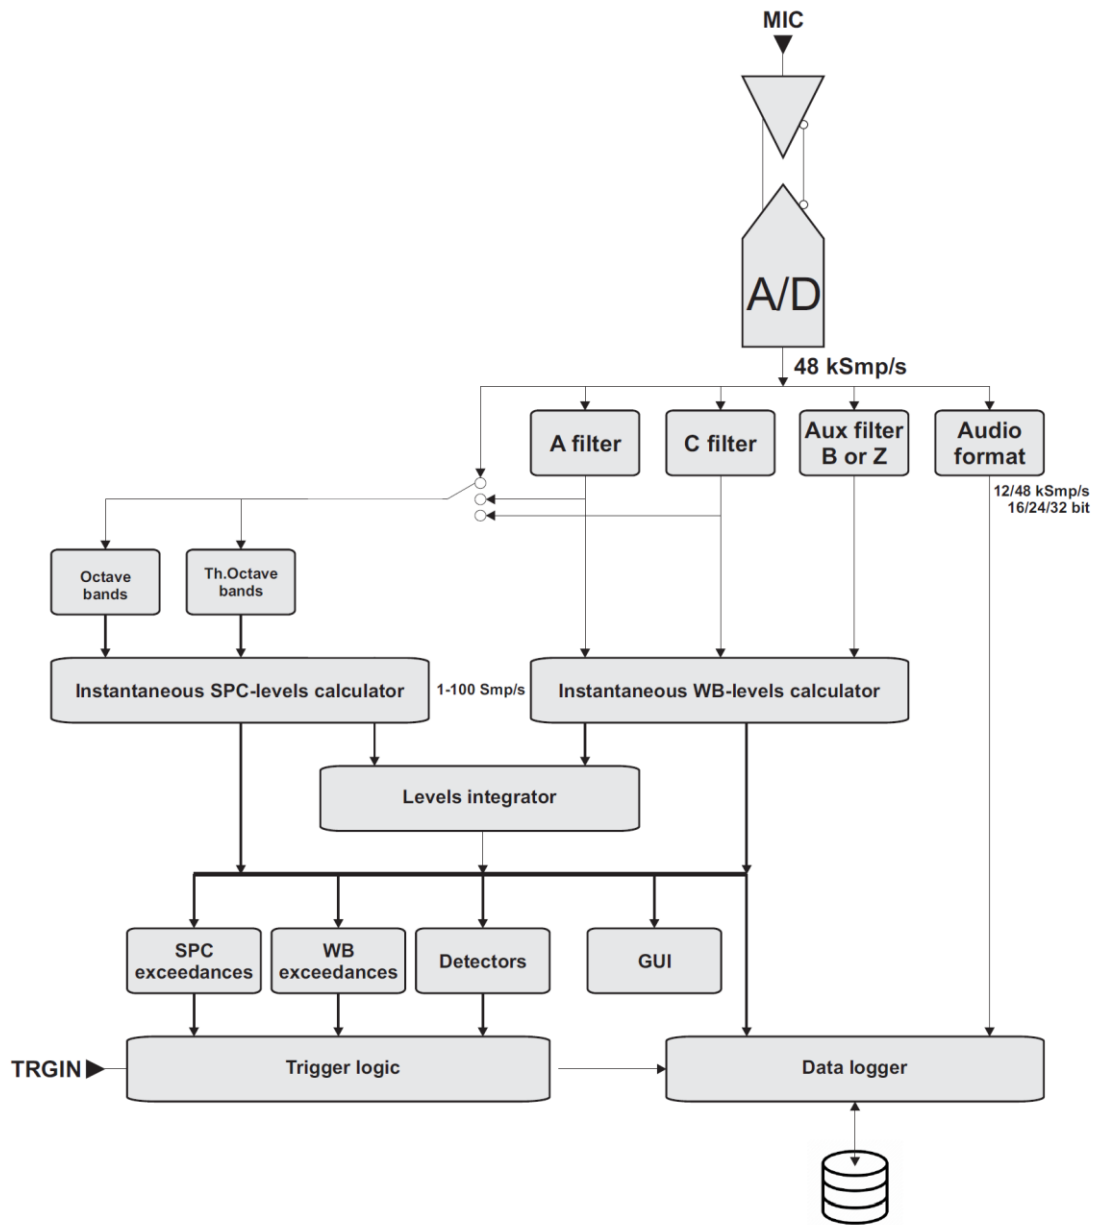 MIC
A/D
48 kSmp/s
A filter
C filter
Aux filter
B or Z
Audio
format
12/48 kSmp/s
16/24/32 bit
Octave
bands
Th.Octave
bands
Instantaneous SPC-levels calculator
1-100 Smp/s
Instantaneous WB-levels calculator
Levels integrator
SPC
exceedances
WB
exceedances
Detectors
GUI
TRGIN
Trigger logic
Data logger